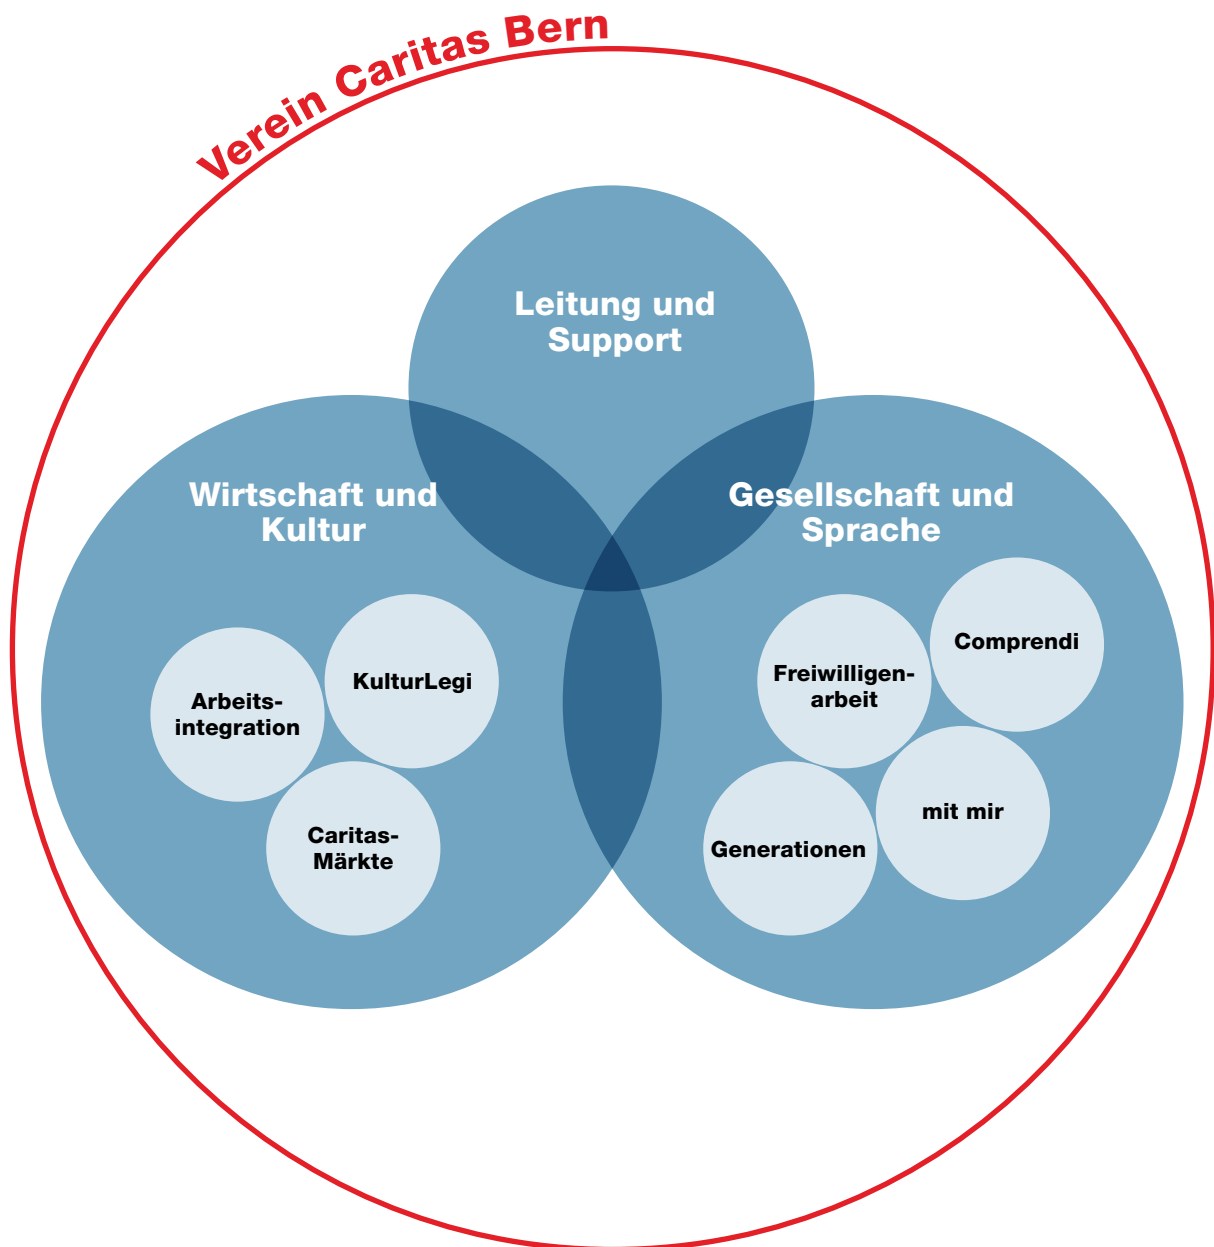 Verein Caritas Bern
Leitung und
Support
Wirtschaft und
Kultur
Arbeits-
integration
KulturLegi
Caritas-
Märkte
Gesellschaft und
Sprache
Freiwilligen-
arbeit
Comprendi
Generationen
mit mir